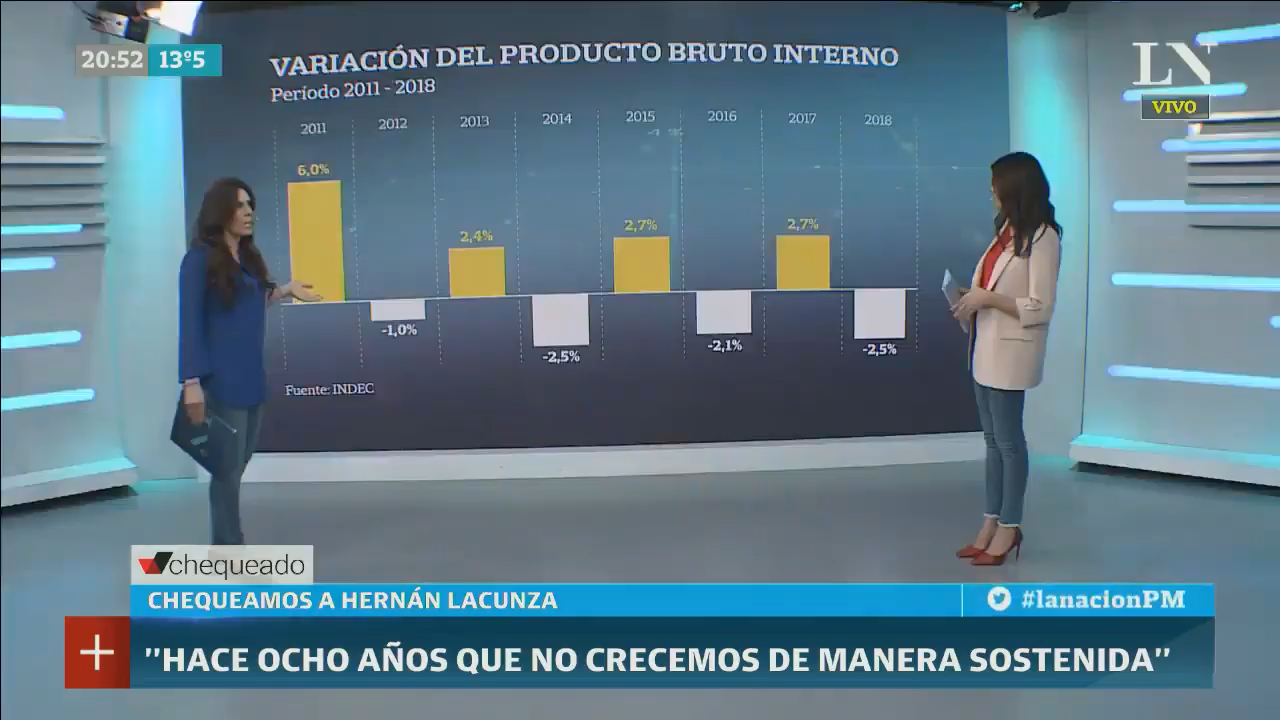 20:52 13º5
LN+
VIVO
VARIACIÓN DEL PRODUCTO BRUTO INTERNO
Período 2011 - 2018
2011 2012 2013 2014 2015 2016 2017 2018
6,0%
2,4% 2,7% 2,7%
-1,0% -2,5% -2,1% -2,5%
Fuente: INDEC
chequeado
CHEQUEAMOS A HERNÁN LACUNZA #lanacionPM
"HACE OCHO AÑOS QUE NO CRECEMOS DE MANERA SOSTENIDA"